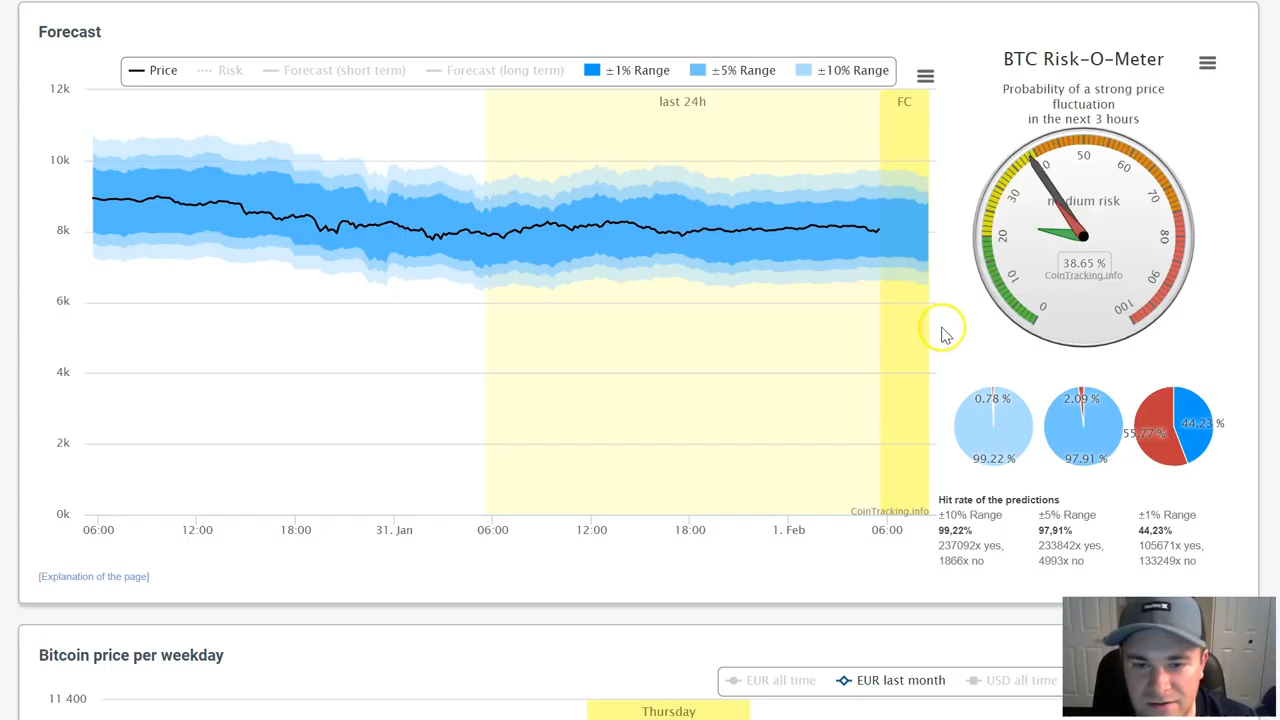 Forecast
Price Risk Forecast (short term) Forecast (long term) ±1% Range ±5% Range ±10% Range
12k
10k
8k
6k
4k
2k
0k
last 24h
FC
06:00 12:00 18:00 31. Jan 06:00 12:00 18:00 1. Feb 06:00
CoinTracking.info
[Explanation of the page]
BTC Risk-O-Meter
Probability of a strong price
fluctuation
in the next 3 hours
0 10 20 30 50 60 70 80 90 100
medium risk
38.65 %
CoinTracking.info
0.78 % 2.09 % 44.23 %
55.77 %
99.22 % 97.91 %
Hit rate of the predictions
±10% Range ±5% Range ±1% Range
99,22% 97,91% 44,23%
237092x yes, 233842x yes, 105671x yes,
1866x no 4993x no 133249x no
Bitcoin price per weekday
EUR all time EUR last month USD all time
11 400
Thursday